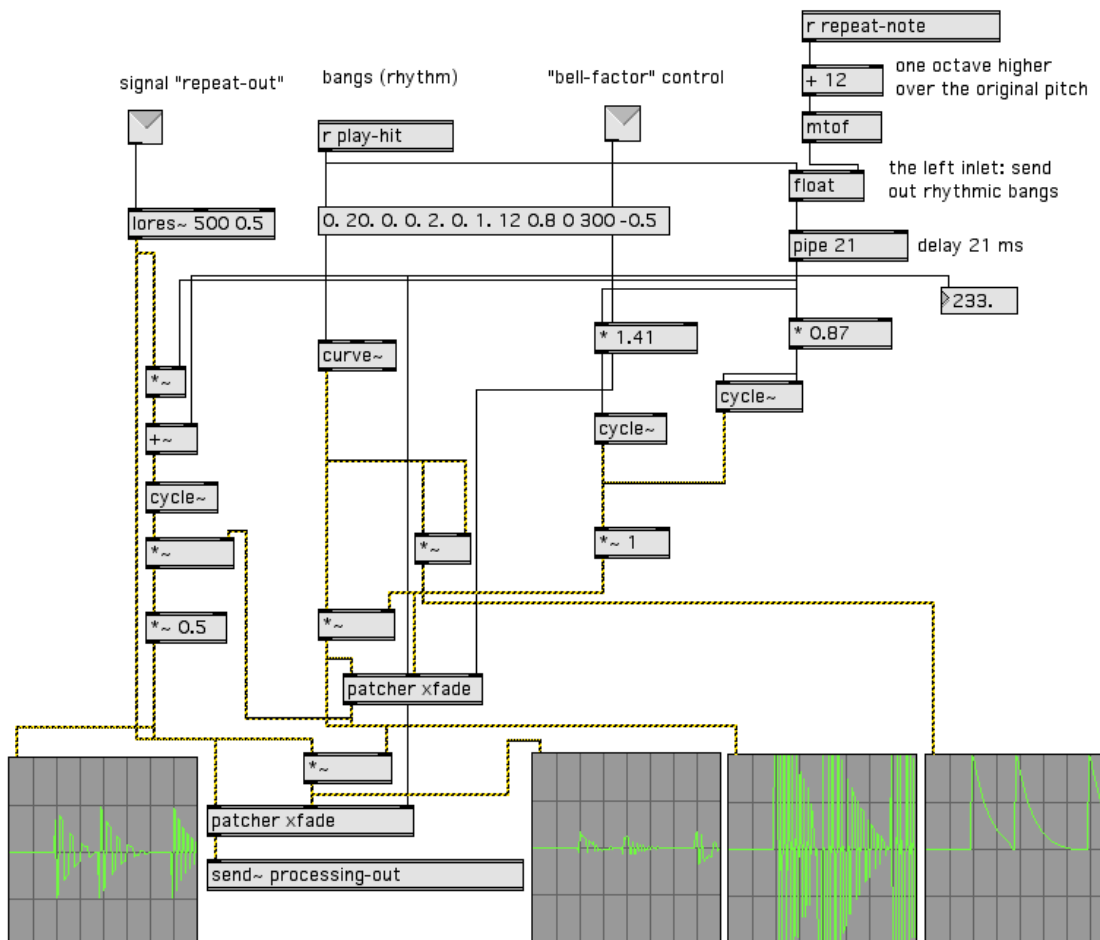 r repeat-note
signal "repeat-out"
bangs (rhythm)
"bell-factor" control
+ 12
one octave higher
over the original pitch
r play-hit
mtof
float
the left inlet: send
out rhythmic bangs
lores~ 500 0.5
0. 20. 0. 0. 2. 0. 1. 12 0.8 0 300 -0.5
pipe 21
delay 21 ms
233.
* 1.41
* 0.87
curve~
*~
cycle~
+~
cycle~
cycle~
*~
*~
*~ 1
*~ 0.5
*~
patcher xfade
*~
patcher xfade
send~ processing-out